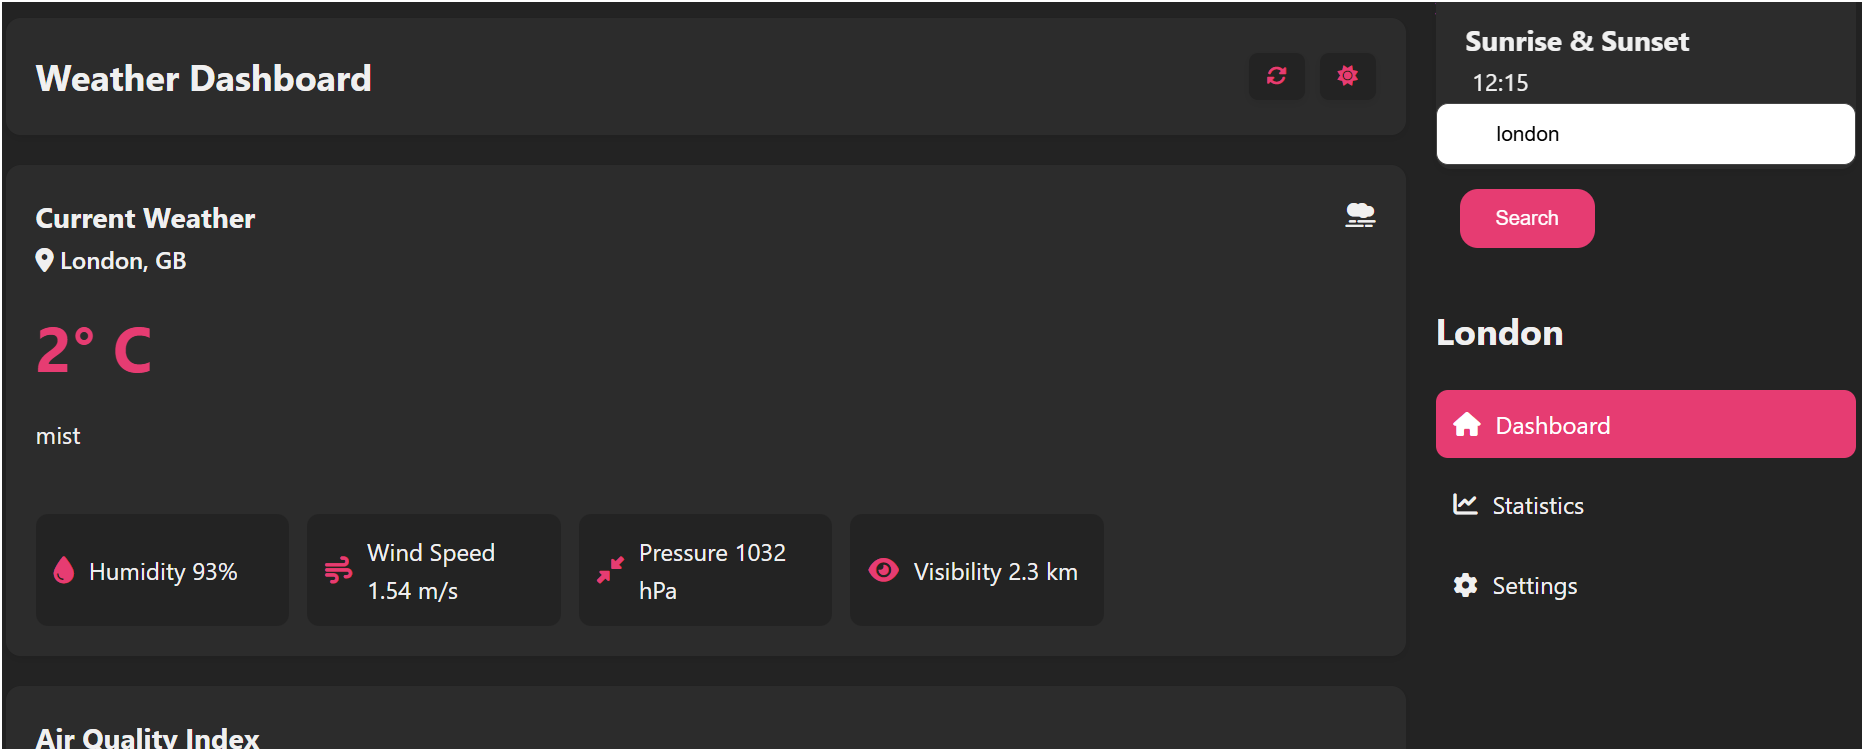 Weather Dashboard
Current Weather
London, GB
2° C
mist
Humidity 93%
Wind Speed
1.54 m/s
Pressure 1032
hPa
Visibility 2.3 km
Air Quality Index
Sunrise & Sunset
12:15
london
Search
London
Dashboard
Statistics
Settings